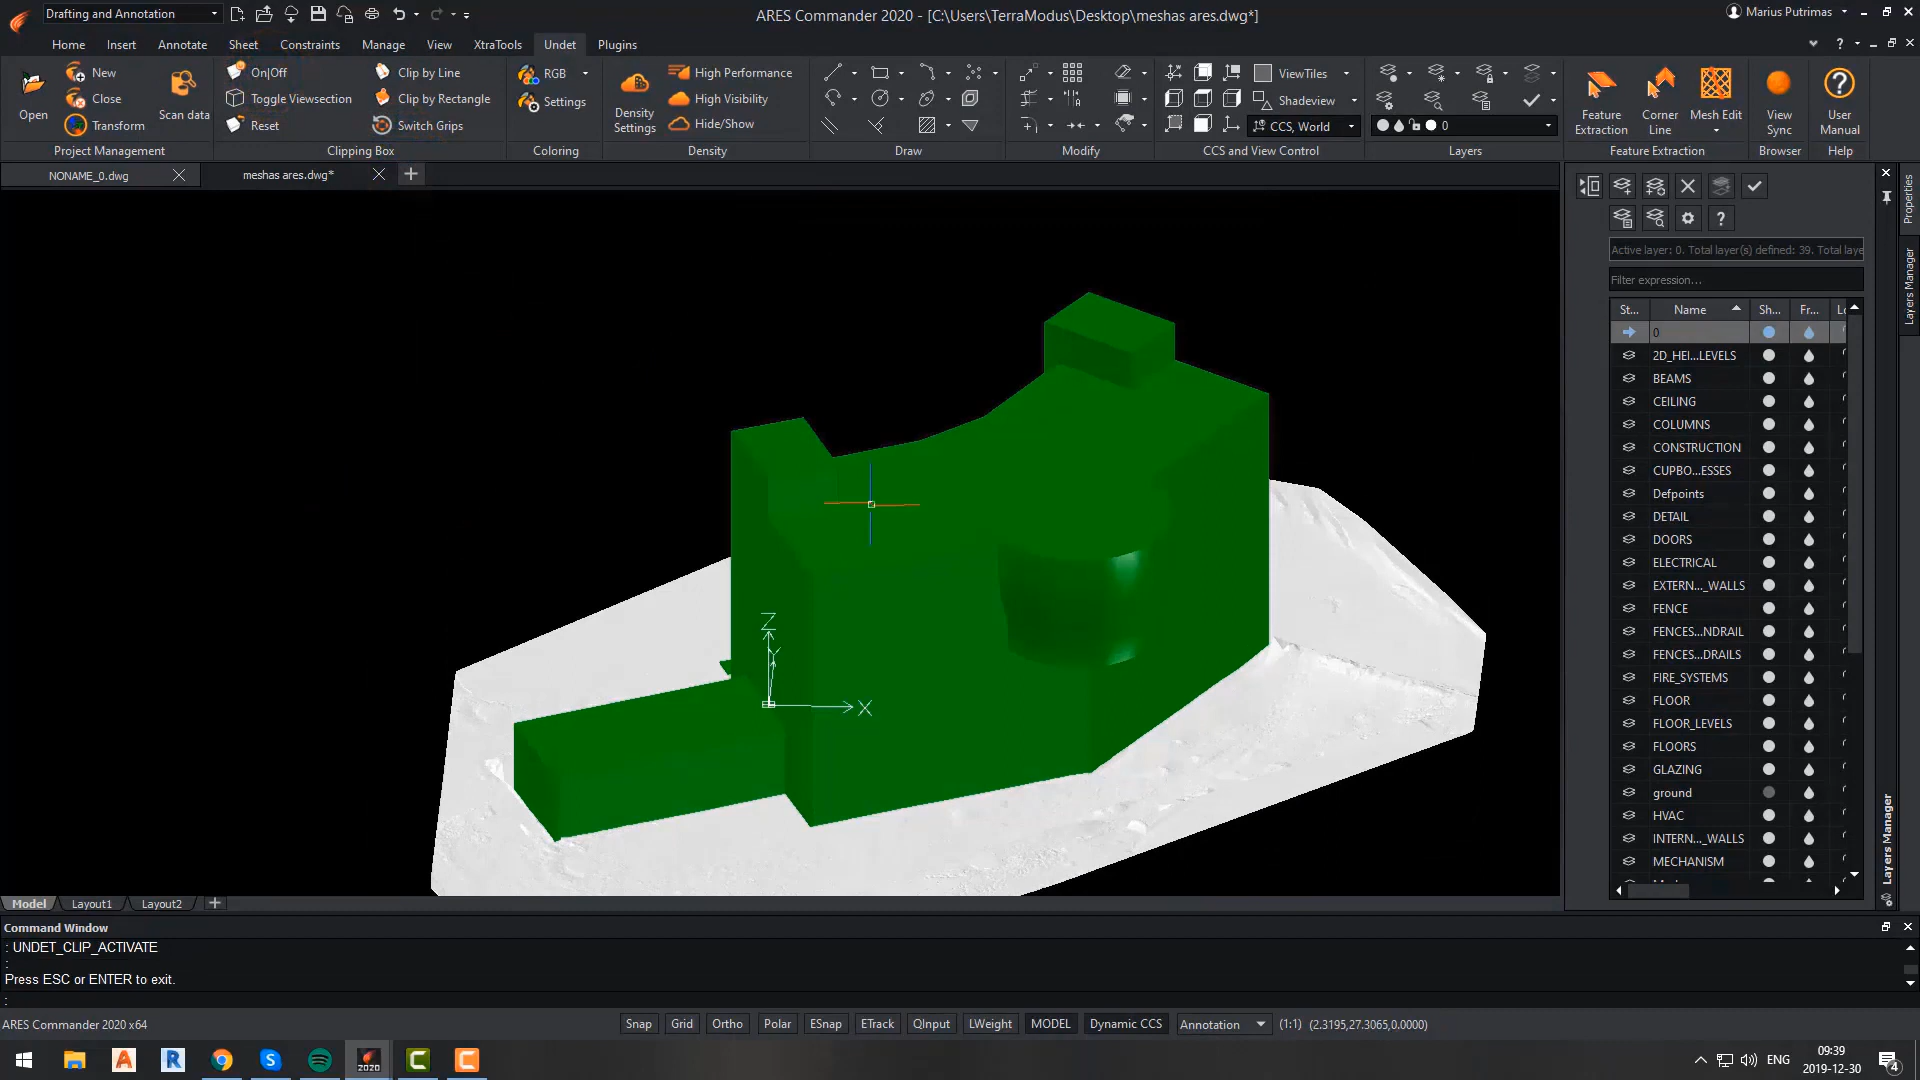 Drafting and Annotation
ARES Commander 2020 - [C:\Users\TerraModus\Desktop\meshas ares.dwg*]
Marius Putrimas
Home Insert Annotate Sheet Constraints Manage View XtraTools Undet Plugins
Open
New
Close
Transform
Scan data
Project Management
On|Off
Toggle Viewsection
Reset
Clip by Line
Clip by Rectangle
Switch Grips
Clipping Box
RGB
Settings
Coloring
Density
Settings
High Performance
High Visibility
Hide/Show
Density
Draw
Modify
ViewTiles
Shadeview
CCS, World
CCS and View Control
0
Layers
Feature
Extraction
Corner
Line
Mesh Edit
Feature Extraction
View
Sync
Browser
User
Manual
Help
NONAME_0.dwg
meshas ares.dwg*
Z
Y
X
Active layer: 0. Total layer(s) defined: 39. Total laye
Filter expression...
St... Name Sh... Fr...
0
2D_HEI...LEVELS
BEAMS
CEILING
COLUMNS
CONSTRUCTION
CUPBO...ESSES
Defpoints
DETAIL
DOORS
ELECTRICAL
EXTERN..._WALLS
FENCE
FENCES...NDRAIL
FENCES...DRAILS
FIRE_SYSTEMS
FLOOR
FLOOR_LEVELS
FLOORS
GLAZING
ground
HVAC
INTERN..._WALLS
MECHANISM
Layers Manager
Properties
Layers Manager
Model Layout1 Layout2
Command Window
: UNDET_CLIP_ACTIVATE
:
Press ESC or ENTER to exit.
:
ARES Commander 2020 x64
Snap Grid Ortho Polar ESnap ETrack QInput LWeight MODEL Dynamic CCS Annotation (1:1) (2.3195,27.3065,0.0000)
2020
ENG
09:39
2019-12-30
4